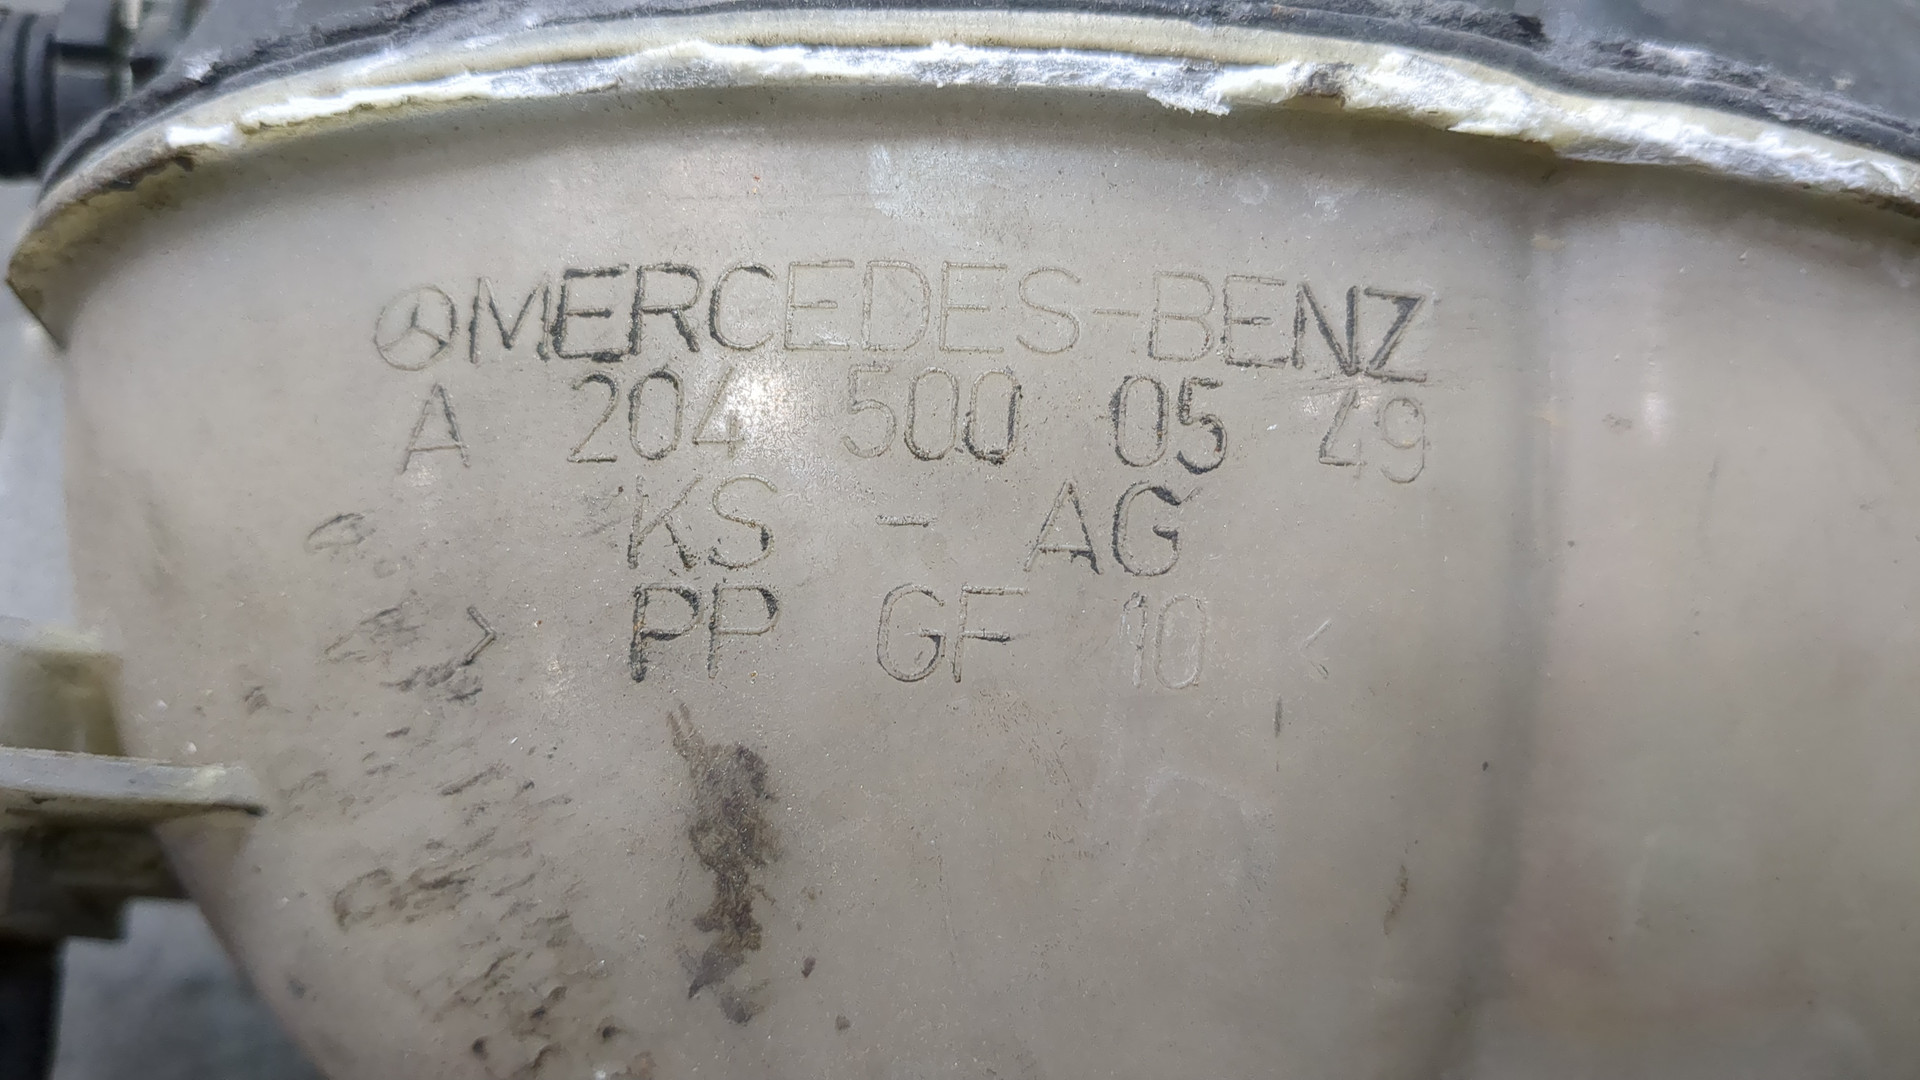 MERCEDES-BENZ
A 204 500 05 49
KS - AG
> PP GF 10 <